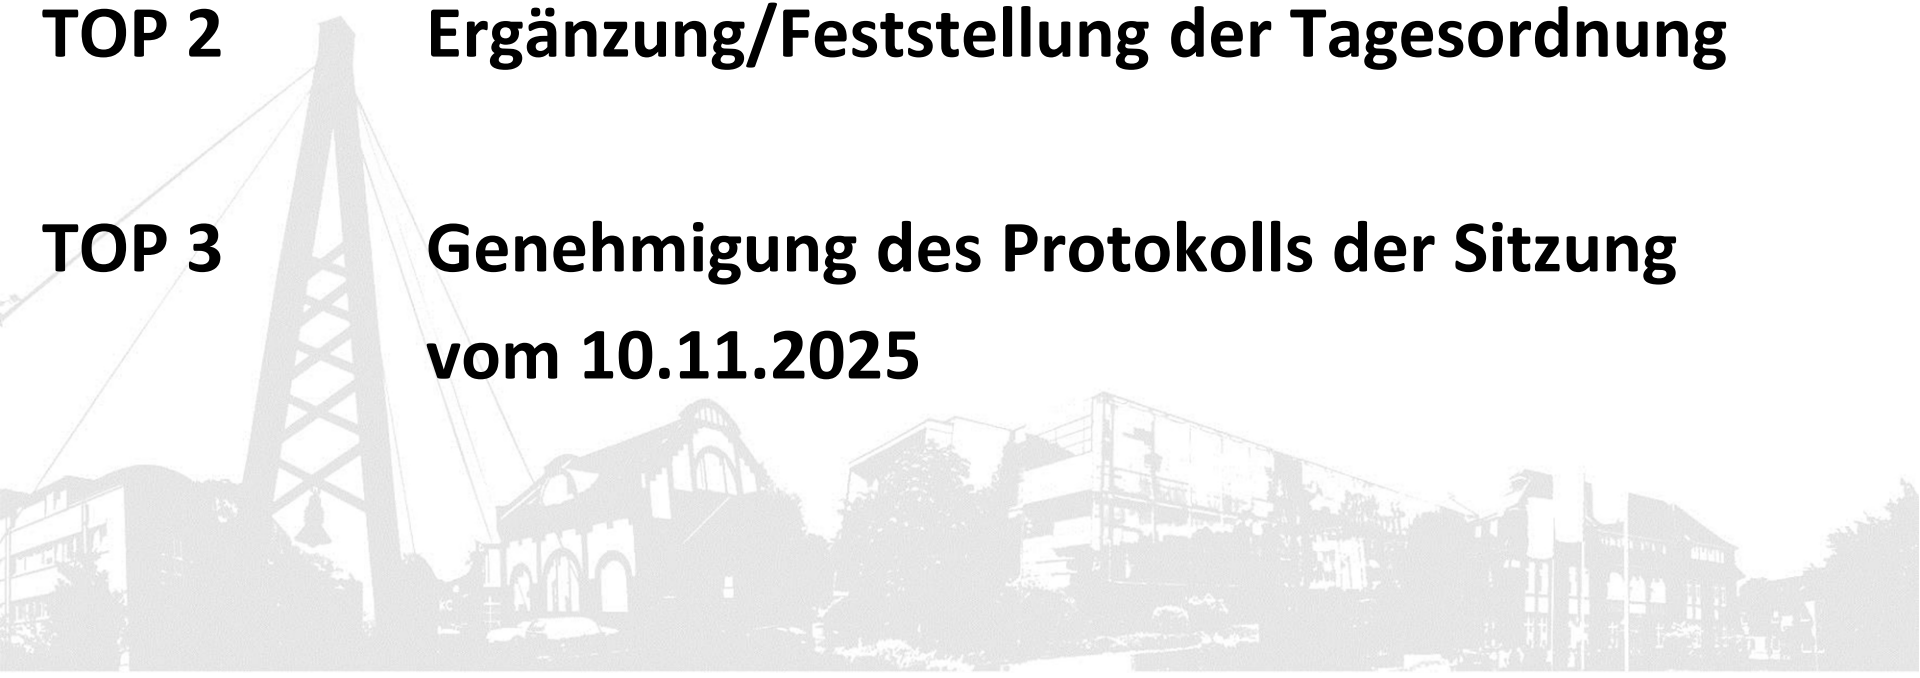 TOP 2 Ergänzung/Feststellung der Tagesordnung
TOP 3 Genehmigung des Protokolls der Sitzung
vom 10.11.2025